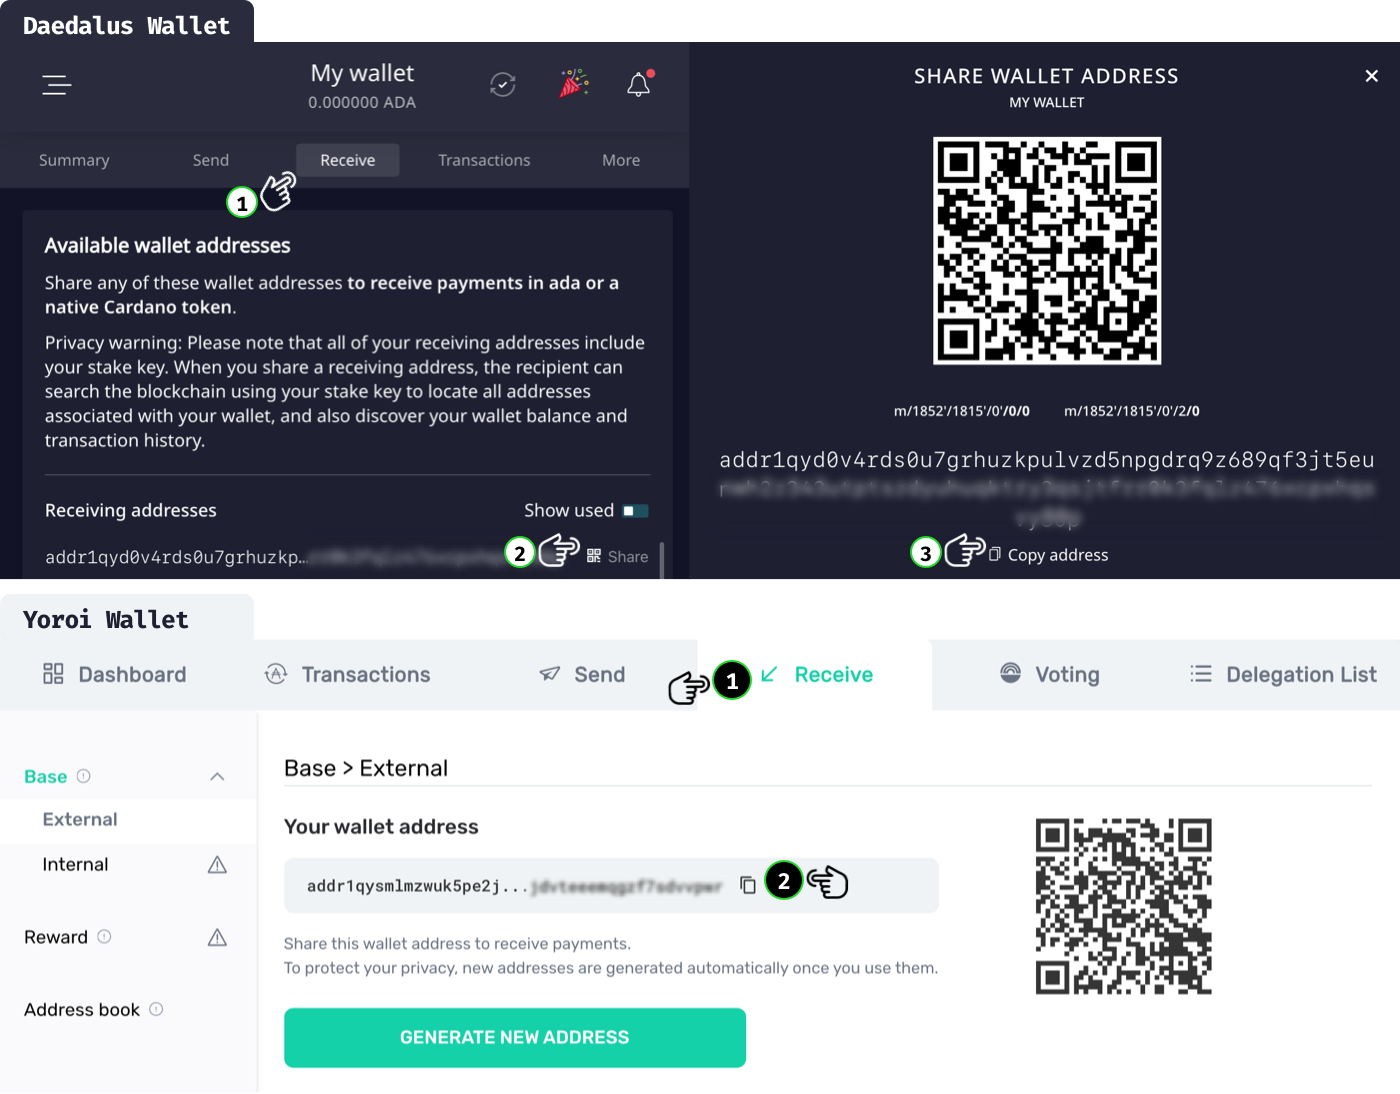 Daedalus Wallet
My wallet
0.000000 ADA
Summary
Send
Receive
Transactions
More
1
Available wallet addresses
Share any of these wallet addresses to receive payments in ada or a
native Cardano token.
Privacy warning: Please note that all of your receiving addresses include
your stake key. When you share a receiving address, the recipient can
search the blockchain using your stake key to locate all addresses
associated with your wallet, and also discover your wallet balance and
transaction history.
Receiving addresses
Show used
addr1qyd0v4rds0u7grhuzkp...
2
Share
SHARE WALLET ADDRESS
MY WALLET
m/1852'/1815'/0'/0/0
m/1852'/1815'/0'/2/0
addr1qyd0v4rds0u7grhuzkpulvzd5npgdrq9z689qf3jt5eu
3
Copy address
Yoroi Wallet
Dashboard
Transactions
Send
1
Receive
Voting
Delegation List
Base
External
Internal
Reward
Address book
Base > External
Your wallet address
addr1qysmlmzwuk5pe2j...
2
Share this wallet address to receive payments.
To protect your privacy, new addresses are generated automatically once you use them.
GENERATE NEW ADDRESS